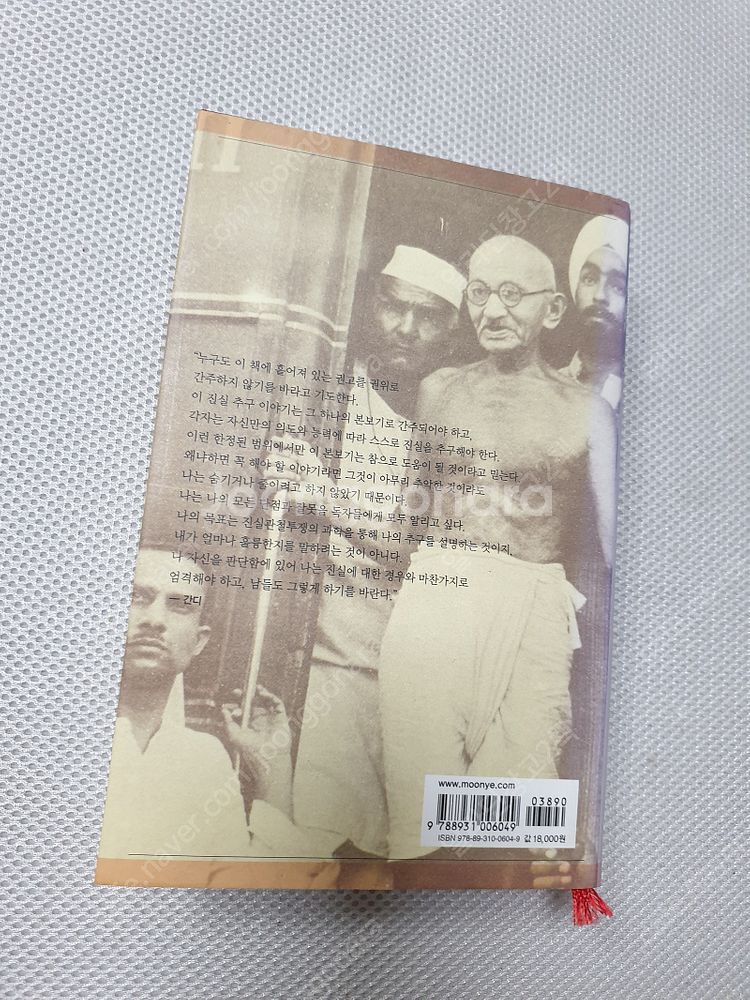 "누구도 이 책에 흩어져 있는 권고를 권위로
간주하지 않기를 바라고 기도한다.
이 진실 추구 이야기는 그 하나의 본보기로 간주되어야 하고,
각자는 자신만의 의도와 능력에 따라 스스로 진실을 추구해야 한다.
이런 한정된 범위에서만 이 본보기는 참으로 도움이 될 것이라고 믿는다.
왜냐하면 꼭 해야 할 이야기라면 그것이 아무리 추악한 것이라도
나는 숨기거나 줄이려고 하지 않았기 때문이다.
나는 나의 모든 단점과 잘못을 독자들에게 모두 알리고 싶다.
나의 목표는 진실관철투쟁의 과학을 통해 나의 추구를 설명하는 것이지,
내가 얼마나 훌륭한지를 말하려는 것이 아니다.
나 자신을 판단함에 있어 나는 진실에 대한 경우와 마찬가지로
엄격해야 하고, 남들도 그렇게 하기를 바란다."
— 간디
www.moonye.com
03890
9 788931 006049
ISBN 978-89-310-0604-9 값 18,000원
joonggonara